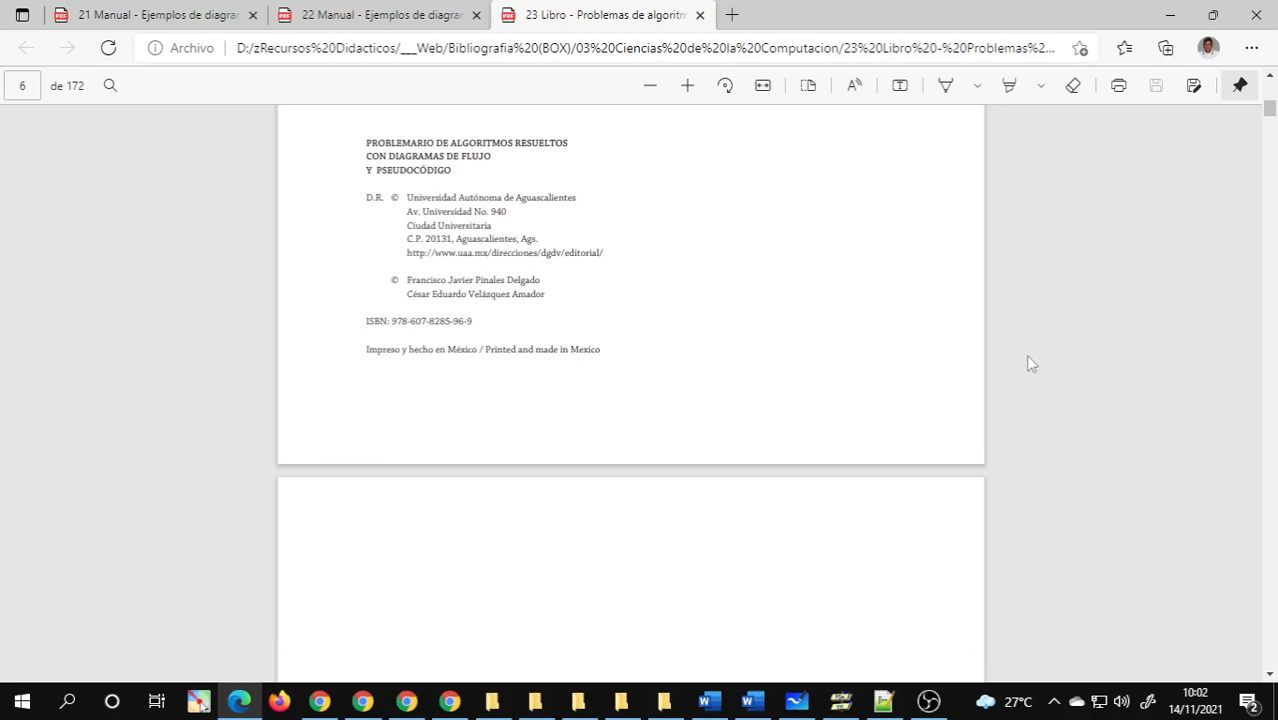 21 Manual - Ejemplos de diagrar
22 Manual - Ejemplos de diagra
23 Libro - Problemas de algoritm
Archivo
D:/zRecursos%20Didacticos/___Web/Bibliografia%20(BOX)/03%20Ciencias%20de%20la%20Computacion/23%20Libro%20-%20Problemas%2...
6
de 172
PROBLEMARIO DE ALGORITMOS RESUELTOS
CON DIAGRAMAS DE FLUJO
Y PSEUDOCÓDIGO
D.R. © Universidad Autónoma de Aguascalientes
Av. Universidad No. 940
Ciudad Universitaria
C.P. 20131, Aguascalientes, Ags.
http://www.uaa.mx/direcciones/dgdv/editorial/
© Francisco Javier Pinales Delgado
César Eduardo Velázquez Amador
ISBN: 978-607-8285-96-9
Impreso y hecho en México / Printed and made in Mexico
27°C
10:02
14/11/2021
2